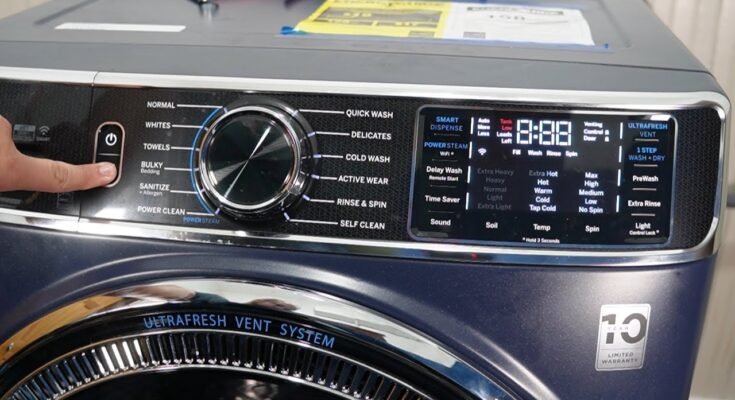 NORMAL
WHITES
TOWELS
BULKY
Bedding
SANITIZE
+ Allergen
POWER CLEAN
POWERSTEAM
QUICK WASH
DELICATES
COLD WASH
ACTIVE WEAR
RINSE & SPIN
SELF CLEAN
SMART
DISPENSE
POWERSTEAM
WiFi
Delay Wash
Remote Start
Time Saver
Sound
Auto
More
Less
Tank
Low
Loads
Left
8:88
Fill Wash Rinse Spin
Venting
Control
Door
Extra Heavy
Heavy
Normal
Light
Extra Light
Soil
Extra Hot
Hot
Warm
Cold
Tap Cold
Temp
Max
High
Medium
Low
No Spin
Spin
* Hold 3 Seconds
ULTRAFRESH
VENT
1 STEP
WASH + DRY
PreWash
Extra Rinse
Light
Control Lock *
ULTRAFRESH VENT SYSTEM
10
YEAR
LIMITED
WARRANTY